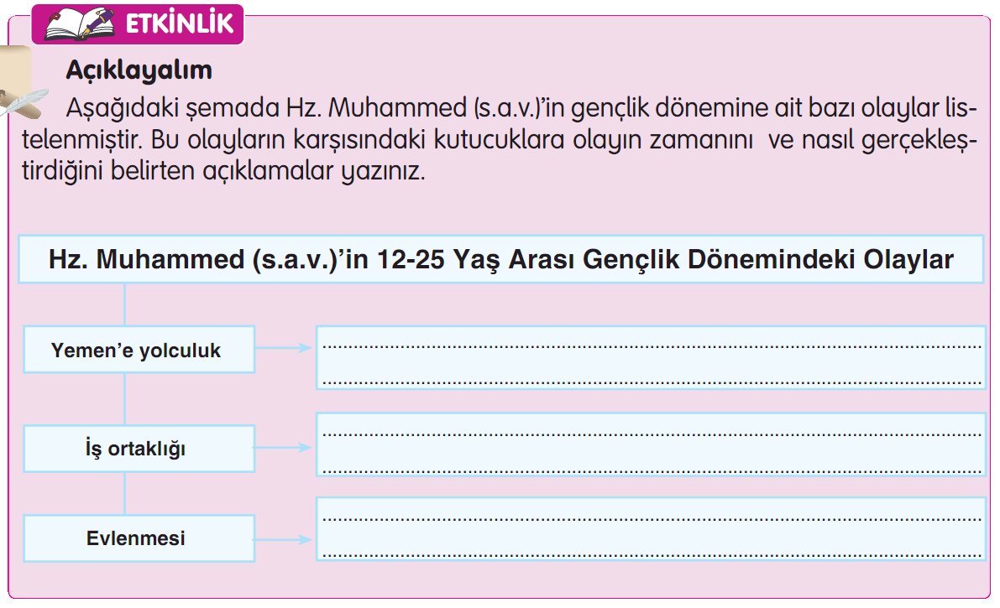 ETKİNLİK
Açıklayalım
Aşağıdaki şemada Hz. Muhammed (s.a.v.)’in gençlik dönemine ait bazı olaylar lis-
telenmiştir. Bu olayların karşısındaki kutucuklara olayın zamanını ve nasıl gerçekleş-
tirdiğini belirten açıklamalar yazınız.
Hz. Muhammed (s.a.v.)’in 12-25 Yaş Arası Gençlik Dönemindeki Olaylar
Yemen’e yolculuk
İş ortaklığı
Evlenmesi